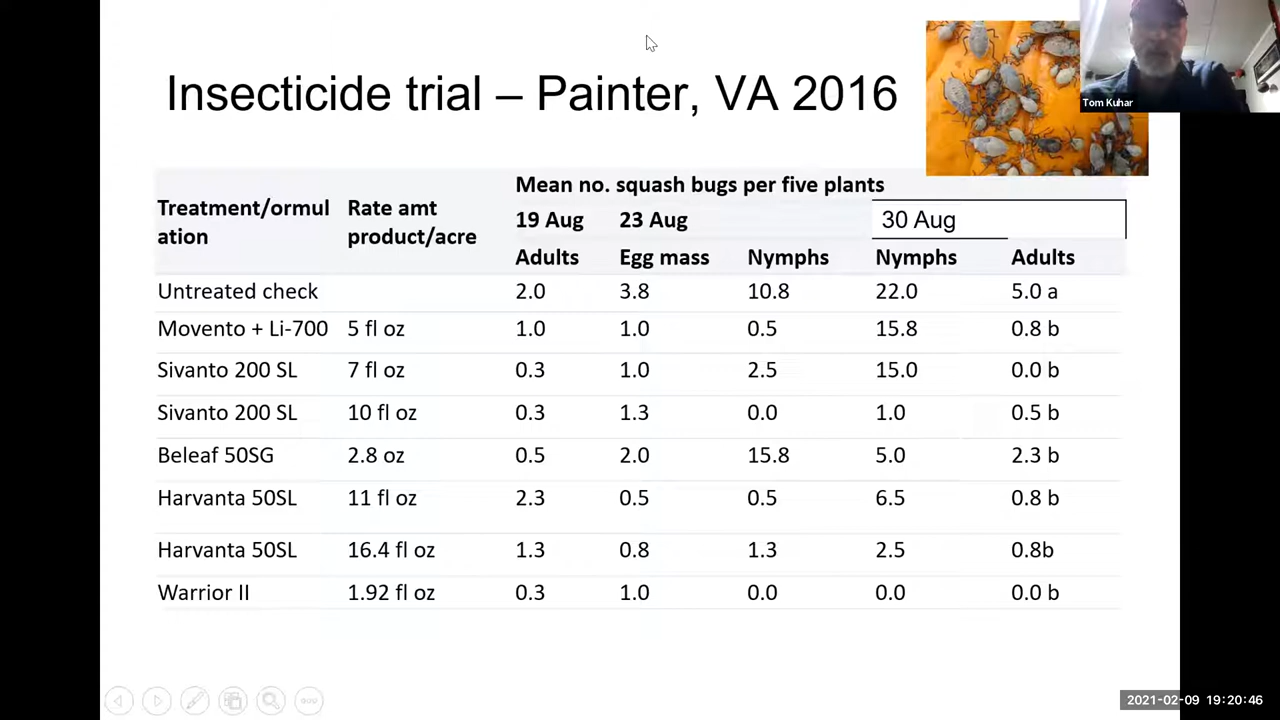 Insecticide trial – Painter, VA 2016
Tom Kuhar
Mean no. squash bugs per five plants
Treatment/ormul
ation
Rate amt
product/acre
19 Aug 23 Aug 30 Aug
Adults Egg mass Nymphs Nymphs Adults
Untreated check 2.0 3.8 10.8 22.0 5.0 a
Movento + Li-700 5 fl oz 1.0 1.0 0.5 15.8 0.8 b
Sivanto 200 SL 7 fl oz 0.3 1.0 2.5 15.0 0.0 b
Sivanto 200 SL 10 fl oz 0.3 1.3 0.0 1.0 0.5 b
Beleaf 50SG 2.8 oz 0.5 2.0 15.8 5.0 2.3 b
Harvanta 50SL 11 fl oz 2.3 0.5 0.5 6.5 0.8 b
Harvanta 50SL 16.4 fl oz 1.3 0.8 1.3 2.5 0.8b
Warrior II 1.92 fl oz 0.3 1.0 0.0 0.0 0.0 b
2021-02-09 19:20:46